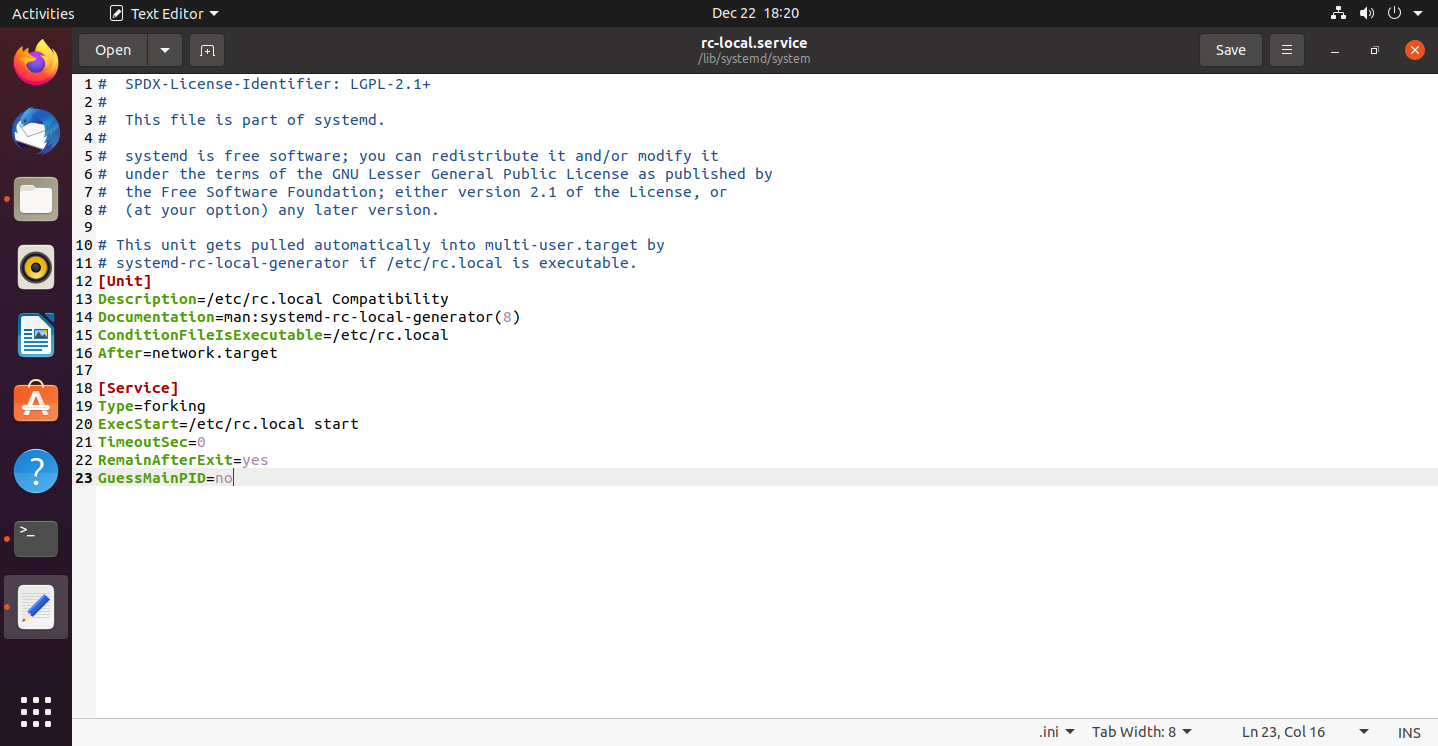 Activities Text Editor Dec 22 18:20
Open rc-local.service Save
/lib/systemd/system
1 #  SPDX-License-Identifier: LGPL-2.1+
2 #
3 #  This file is part of systemd.
4 #
5 #  systemd is free software; you can redistribute it and/or modify it
6 #  under the terms of the GNU Lesser General Public License as published by
7 #  the Free Software Foundation; either version 2.1 of the License, or
8 #  (at your option) any later version.
9
10 # This unit gets pulled automatically into multi-user.target by
11 # systemd-rc-local-generator if /etc/rc.local is executable.
12 [Unit]
13 Description=/etc/rc.local Compatibility
14 Documentation=man:systemd-rc-local-generator(8)
15 ConditionFileIsExecutable=/etc/rc.local
16 After=network.target
17
18 [Service]
19 Type=forking
20 ExecStart=/etc/rc.local start
21 TimeoutSec=0
22 RemainAfterExit=yes
23 GuessMainPID=no
.ini Tab Width: 8 Ln 23, Col 16 INS